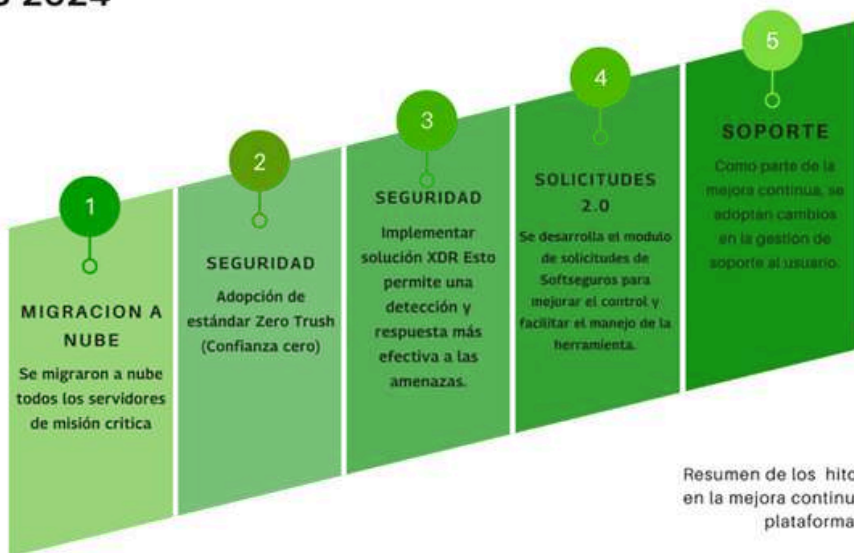 2024
1
MIGRACION A
NUBE
Se migraron a nube
todos los servidores
de misión critica
2
SEGURIDAD
Adopción de
estándar Zero Trush
(Confianza cero)
3
SEGURIDAD
Implementar
solución XDR Esto
permite una
detección y
respuesta más
efectiva a las
amenazas.
4
SOLICITUDES
2.0
Se desarrolla el modulo
de solicitudes de
Softseguros para
mejorar el control y
facilitar el manejo de la
herramienta.
5
SOPORTE
Como parte de la
mejora continua, se
adoptan cambios
en la gestión de
soporte al usuario.
Resumen de los hito
en la mejora continu
plataforma